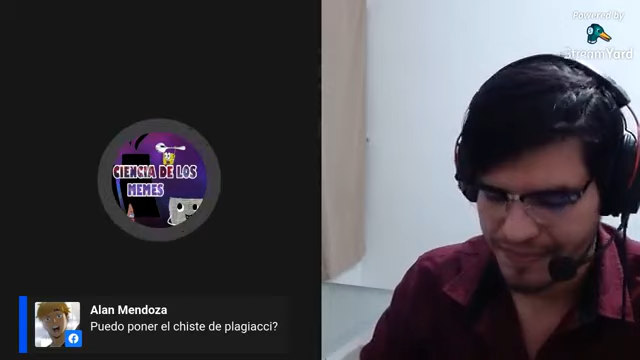 Powered by
StreamYard
CIENCIA DE LOS
MEMES
Alan Mendoza
Puedo poner el chiste de plagiacci?